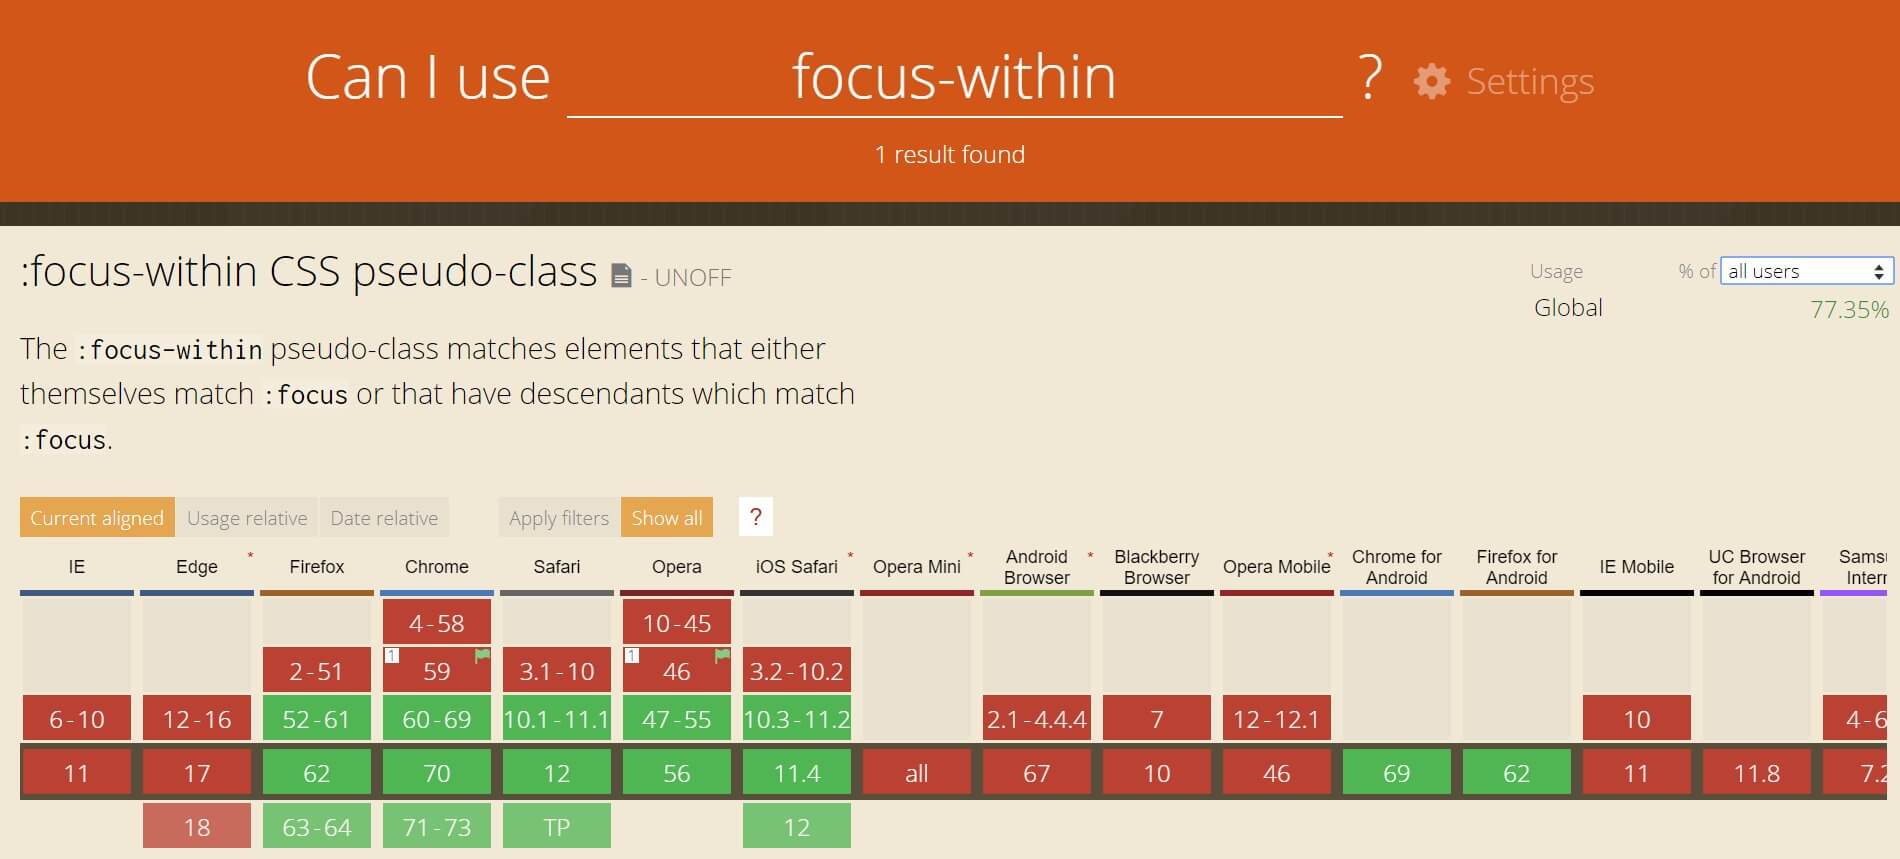 Can I use focus-within ? Settings
1 result found
:focus-within CSS pseudo-class - UNOFF
Usage % of all users
Global 77.35%
The :focus-within pseudo-class matches elements that either
themselves match :focus or that have descendants which match
:focus.
Current aligned Usage relative Date relative Apply filters Show all ?
IE Edge * Firefox Chrome Safari Opera iOS Safari * Opera Mini * Android Browser * Blackberry Browser Opera Mobile * Chrome for Android Firefox for Android IE Mobile UC Browser for Android
4-58 10-45
2-51 1 59 3.1-10 1 46 3.2-10.2
6-10 12-16 52-61 60-69 10.1-11.1 47-55 10.3-11.2 2.1-4.4.4 7 12-12.1 10
11 17 62 70 12 56 11.4 all 67 10 46 69 62 11 11.8
18 63-64 71-73 TP 12